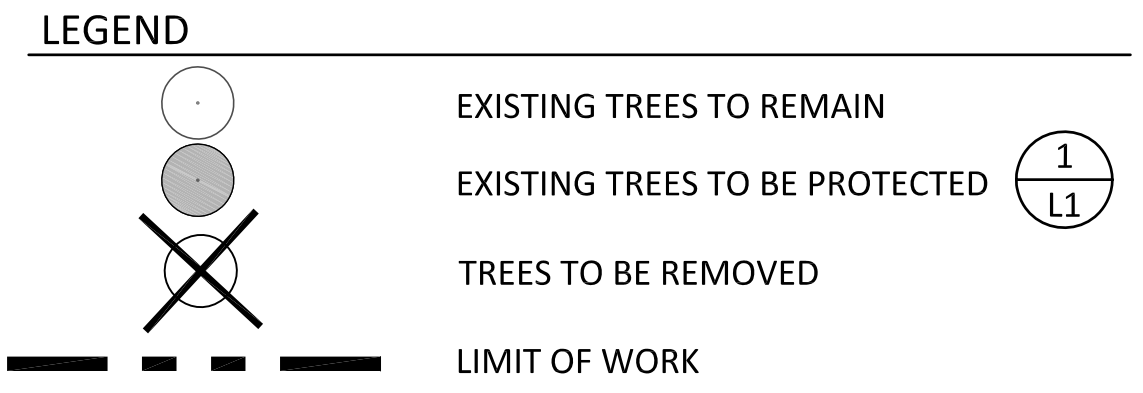 LEGEND
EXISTING TREES TO REMAIN
EXISTING TREES TO BE PROTECTED
1
L1
TREES TO BE REMOVED
LIMIT OF WORK